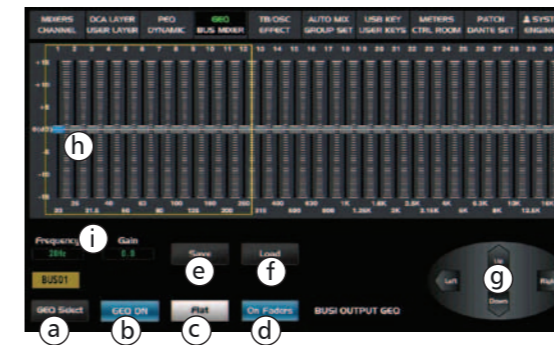 MIXERS DCA LAYER PEQ GEQ TB/OSC AUTO MIX USB KEY METERS PATCH SYST
CHANNEL USER LAYER DYNAMIC BUS MIXER EFFECT GROUP SET USER KEYS CTRL ROOM DANTE SET ENGINE
1 2 3 4 5 6 7 8 9 10 11 12 13 14 15 16 17 18 19 20 21 22 23 24 25 26 27 28 29 30
h
25 40 63 100 160 250 400 630 1K 1.6K 2.5K 4K 6.3K 10K 16K
20 31.5 50 80 125 200 315 500 800 1.25K 2K 3.15K 5K 8K 12.5K
Frequency i Gain
20Hz 0.0
Save Load
e f
BUS01
Up
Left g Right
Down
GEQ Select GEQ ON Flat On Faders BUS1 OUTPUT GEQ
a b c d